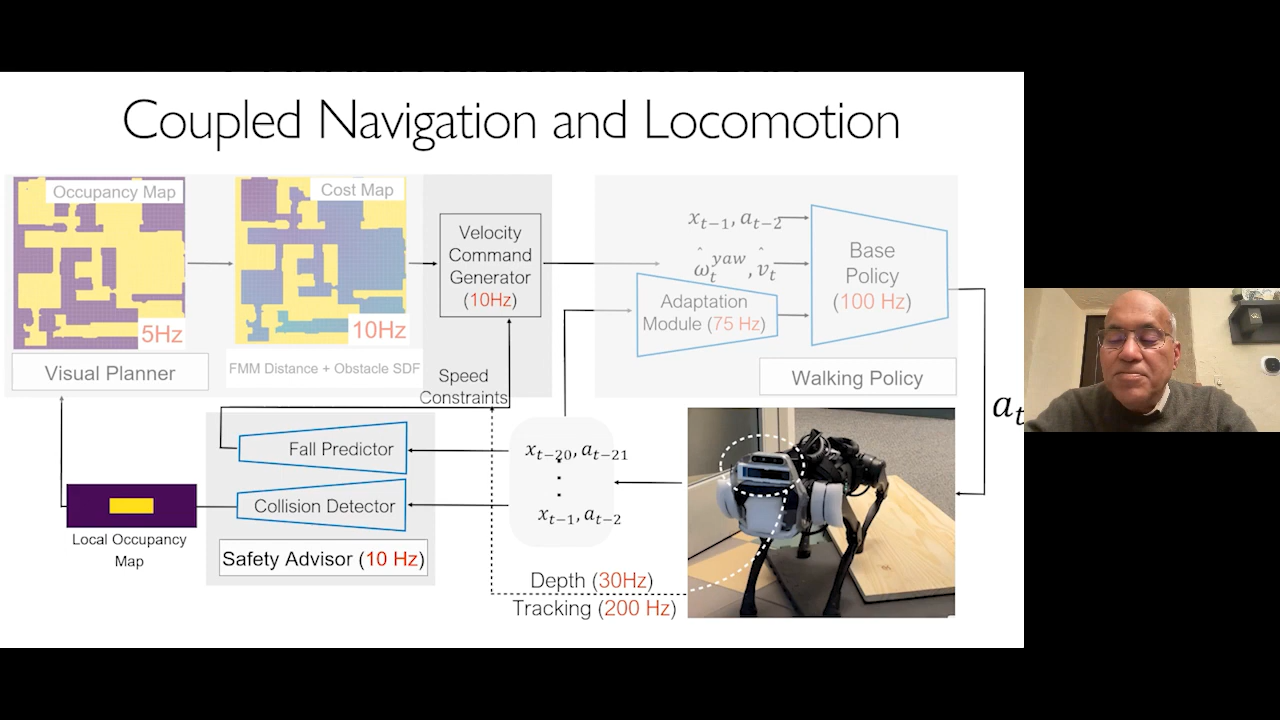 Coupled Navigation and Locomotion
Occupancy Map
5Hz
Visual Planner
Cost Map
10Hz
FMM Distance + Obstacle SDF
Velocity
Command
Generator
(10Hz)
Speed
Constraints
x_{t−1}, a_{t−2}
ω̂_t^{yaw}, v̂_t
Adaptation
Module (75 Hz)
Base
Policy
(100 Hz)
Walking Policy
a_t
Fall Predictor
Collision Detector
Safety Advisor (10 Hz)
Local Occupancy
Map
x_{t−20}, a_{t−21}
x_{t−1}, a_{t−2}
Depth (30Hz)
Tracking (200 Hz)